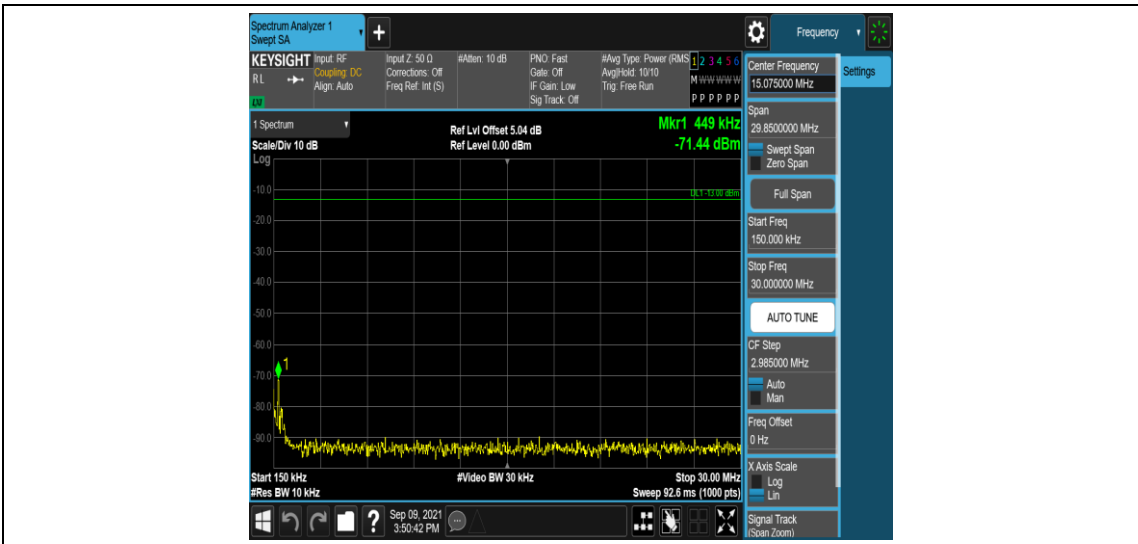 Spectrum Analyzer 1
Swept SA
+
Frequency
KEYSIGHT
RL
LXI
Input: RF
Coupling: DC
Align: Auto
Input Z: 50 Ω
Corrections: Off
Freq Ref: Int (S)
#Atten: 10 dB
PNO: Fast
Gate: Off
IF Gain: Low
Sig Track: Off
#Avg Type: Power (RMS
Avg|Hold: 10/10
Trig: Free Run
1 2 3 4 5 6
M W W W W W
P P P P P P
1 Spectrum
Scale/Div 10 dB
Log
Ref Lvl Offset 5.04 dB
Ref Level 0.00 dBm
Mkr1 449 kHz
-71.44 dBm
DL1 -13.00 dBm
-10.0
-20.0
-30.0
-40.0
-50.0
-60.0
-70.0
-80.0
-90.0
1
Start 150 kHz
#Res BW 10 kHz
#Video BW 30 kHz
Stop 30.00 MHz
Sweep 92.6 ms (1000 pts)
Center Frequency
15.075000 MHz
Settings
Span
29.8500000 MHz
Swept Span
Zero Span
Full Span
Start Freq
150.000 kHz
Stop Freq
30.000000 MHz
AUTO TUNE
CF Step
2.985000 MHz
Auto
Man
Freq Offset
0 Hz
X Axis Scale
Log
Lin
Signal Track
(Span Zoom)
?
Sep 09, 2021
3:50:42 PM